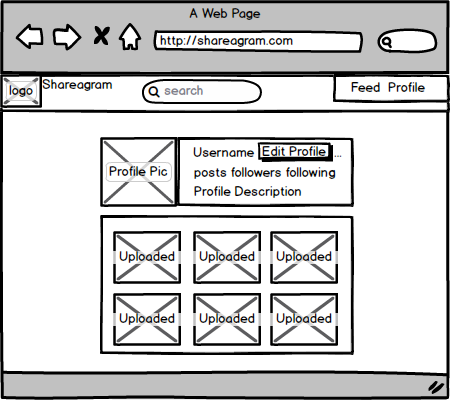 A Web Page
http://shareagram.com
logo Shareagram search Feed Profile
Profile Pic
Username Edit Profile ...
posts followers following
Profile Description
Uploaded Uploaded Uploaded
Uploaded Uploaded Uploaded